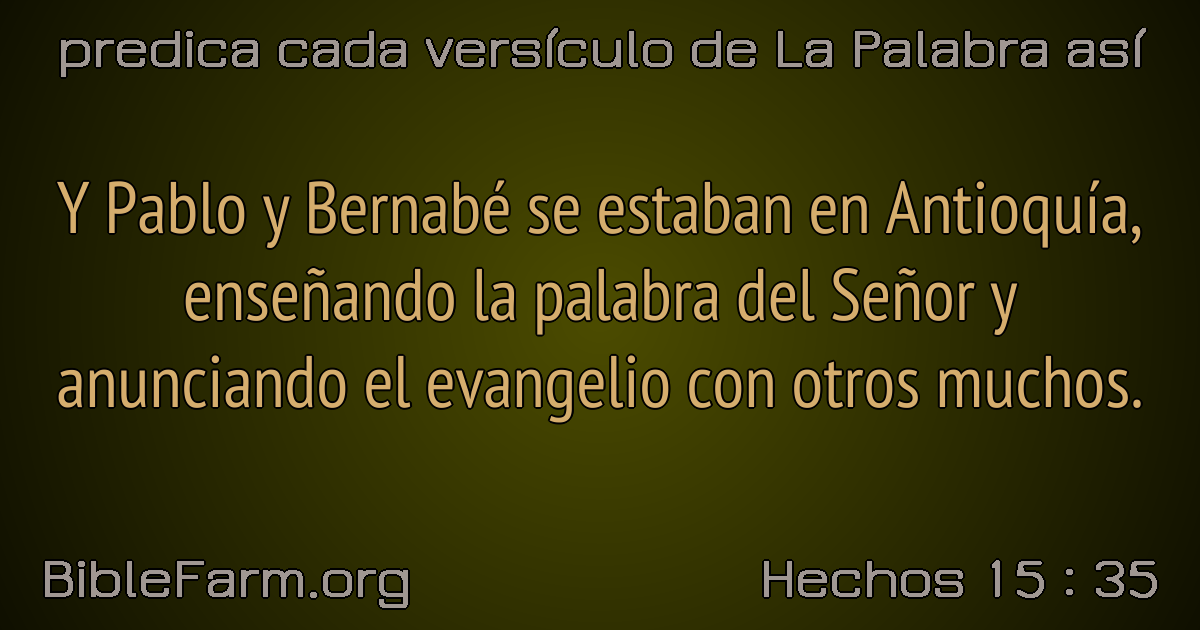 predica cada versículo de La Palabra así
Y Pablo y Bernabé se estaban en Antioquía,
enseñando la palabra del Señor y
anunciando el evangelio con otros muchos.
BibleFarm.org
Hechos 15 : 35